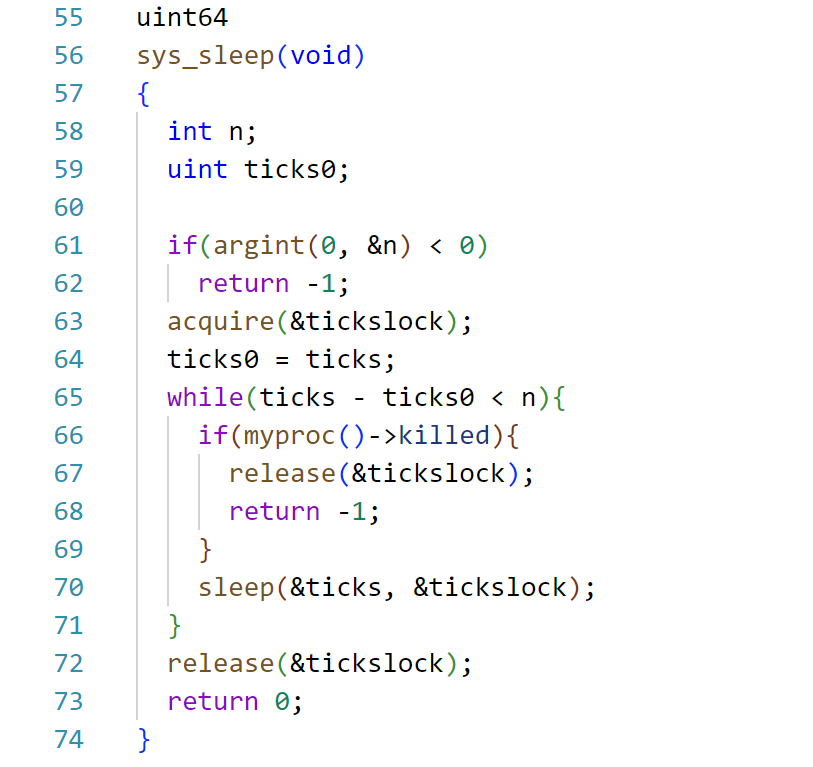 55 uint64
56 sys_sleep(void)
57 {
58   int n;
59   uint ticks0;
60
61   if(argint(0, &n) < 0)
62     return -1;
63   acquire(&tickslock);
64   ticks0 = ticks;
65   while(ticks - ticks0 < n){
66     if(myproc()->killed){
67       release(&tickslock);
68       return -1;
69     }
70     sleep(&ticks, &tickslock);
71   }
72   release(&tickslock);
73   return 0;
74 }